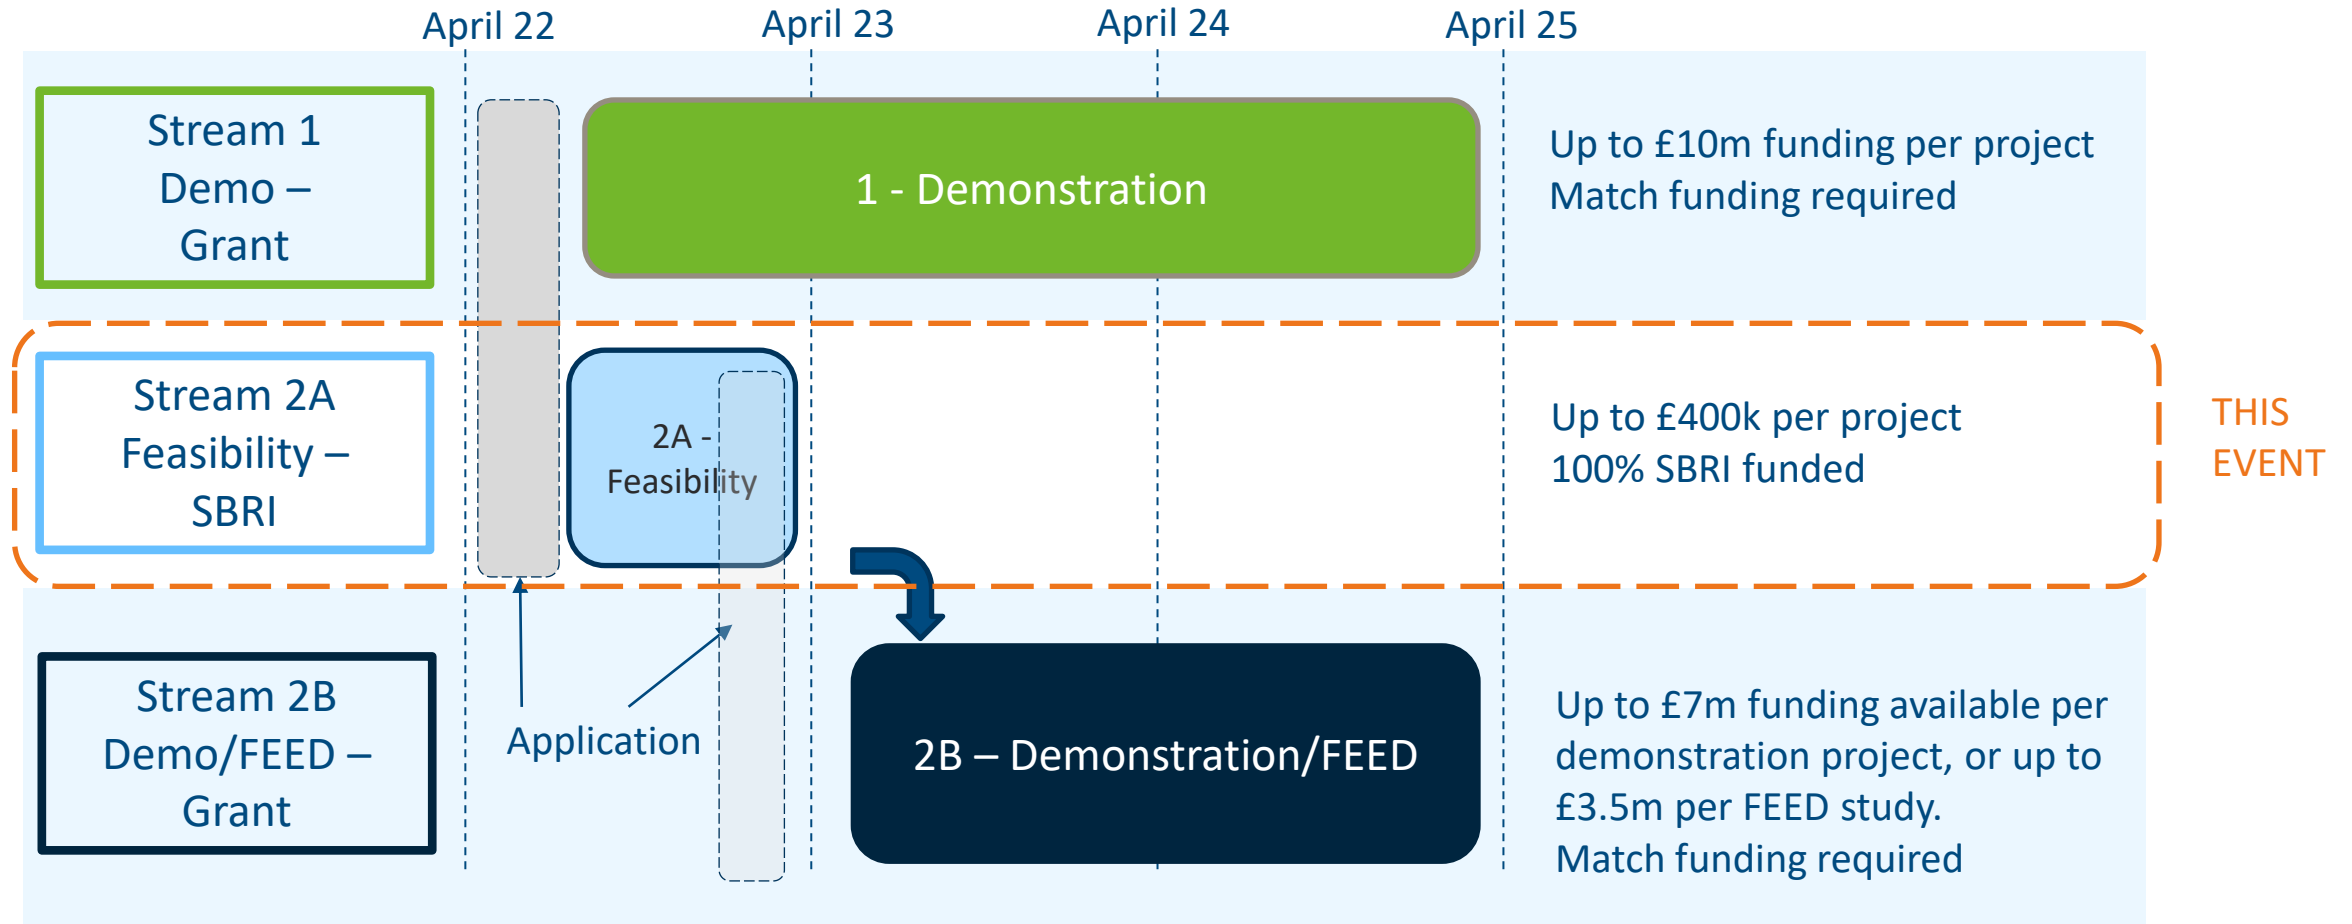 April 22
April 23
April 24
April 25
Stream 1
Demo –
Grant
1 - Demonstration
Up to £10m funding per project
Match funding required
Stream 2A
Feasibility –
SBRI
2A -
Feasibility
Up to £400k per project
100% SBRI funded
THIS
EVENT
Stream 2B
Demo/FEED –
Grant
Application
2B – Demonstration/FEED
Up to £7m funding available per
demonstration project, or up to
£3.5m per FEED study.
Match funding required